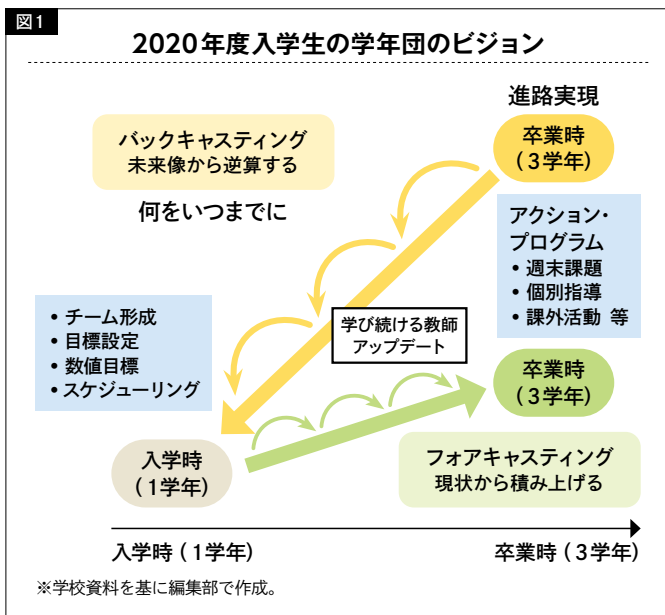 図1
2020年度入学生の学年団のビジョン
進路実現
バックキャスティング
未来像から逆算する
卒業時
(3学年)
何をいつまでに
アクション・
プログラム
• 週末課題
• 個別指導
• 課外活動 等
• チーム形成
• 目標設定
• 数値目標
• スケジューリング
学び続ける教師
アップデート
卒業時
(3学年)
入学時
(1学年)
フォアキャスティング
現状から積み上げる
入学時(1学年)
卒業時(3学年)
※学校資料を基に編集部で作成。